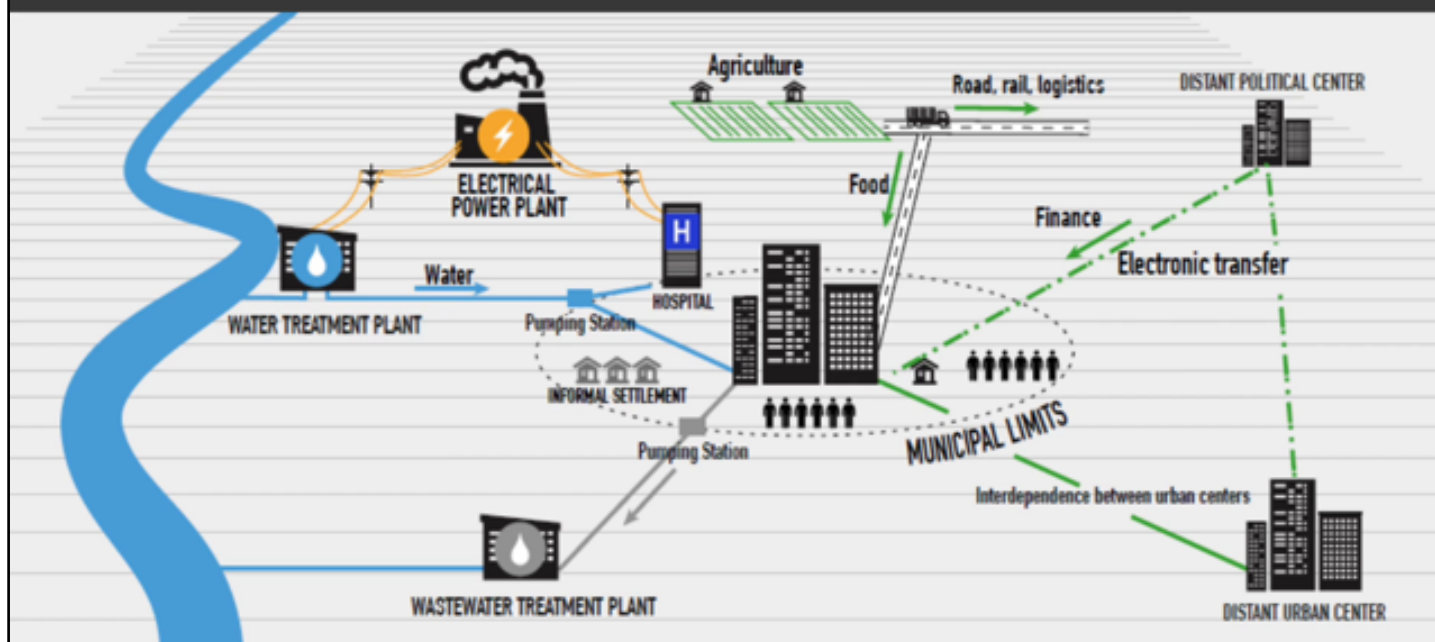 Agriculture
Road, rail, logistics
DISTANT POLITICAL CENTER
ELECTRICAL
POWER PLANT
Food
H
Finance
Electronic transfer
Water
HOSPITAL
WATER TREATMENT PLANT
Pumping Station
INFORMAL SETTLEMENT
MUNICIPAL LIMITS
Pumping Station
Interdependence between urban centers
WASTEWATER TREATMENT PLANT
DISTANT URBAN CENTER